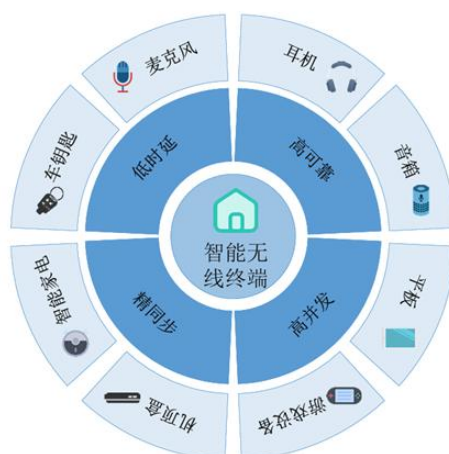 麦克风
耳机
车钥匙
低时延
高可靠
音箱
智能无
线终端
智能家电
精同步
高并发
平板
机顶盒
游戏设备